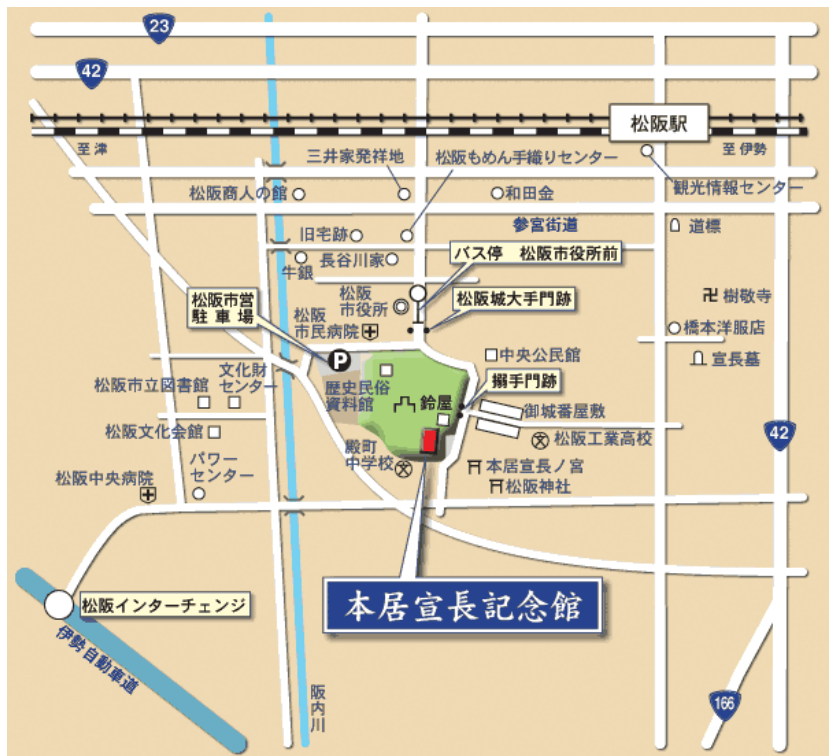 23
42
松阪駅
至 津
至 伊勢
三井家発祥地
松阪もめん手織りセンター
松阪商人の館
和田金
観光情報センター
参宮街道
道標
旧宅跡
バス停 松阪市役所前
牛銀
長谷川家
松阪市営
駐車場
松阪
市役所
松阪城大手門跡
樹敬寺
松阪
市民病院
橋本洋服店
P
中央公民館
宣長墓
文化財
センター
歴史民俗
資料館
搦手門跡
松阪市立図書館
鈴屋
御城番屋敷
松阪文化会館
松阪工業高校
42
殿町
中学校
パワー
センター
本居宣長ノ宮
松阪中央病院
松阪神社
松阪インターチェンジ
本居宣長記念館
伊勢自動車道
阪内川
166